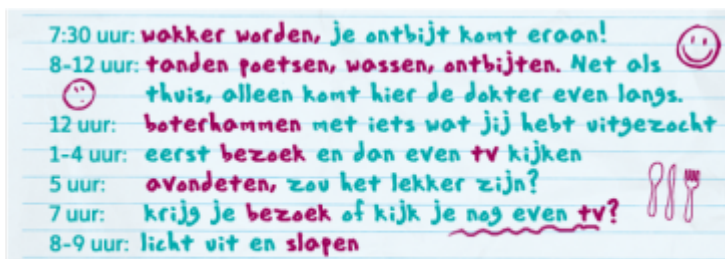 7:30 uur: wakker worden, je ontbijt komt eraan!
8-12 uur: tanden poetsen, wassen, ontbijten. Net als
thuis, alleen komt hier de dokter even langs.
12 uur: boterhammen met iets wat jij hebt uitgezocht
1-4 uur: eerst bezoek en dan even tv kijken
5 uur: avondeten, zou het lekker zijn?
7 uur: krijg je bezoek of kijk je nog even tv?
8-9 uur: licht uit en slapen